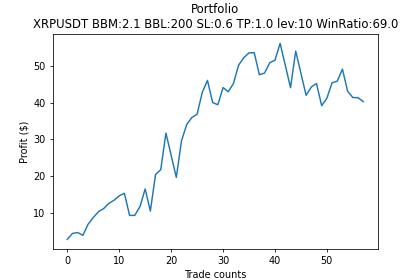 Portfolio
XRPUSDT BBM:2.1 BBL:200 SL:0.6 TP:1.0 lev:10 WinRatio:69.0
50
40
30
20
10
Profit ($)
0 10 20 30 40 50
Trade counts